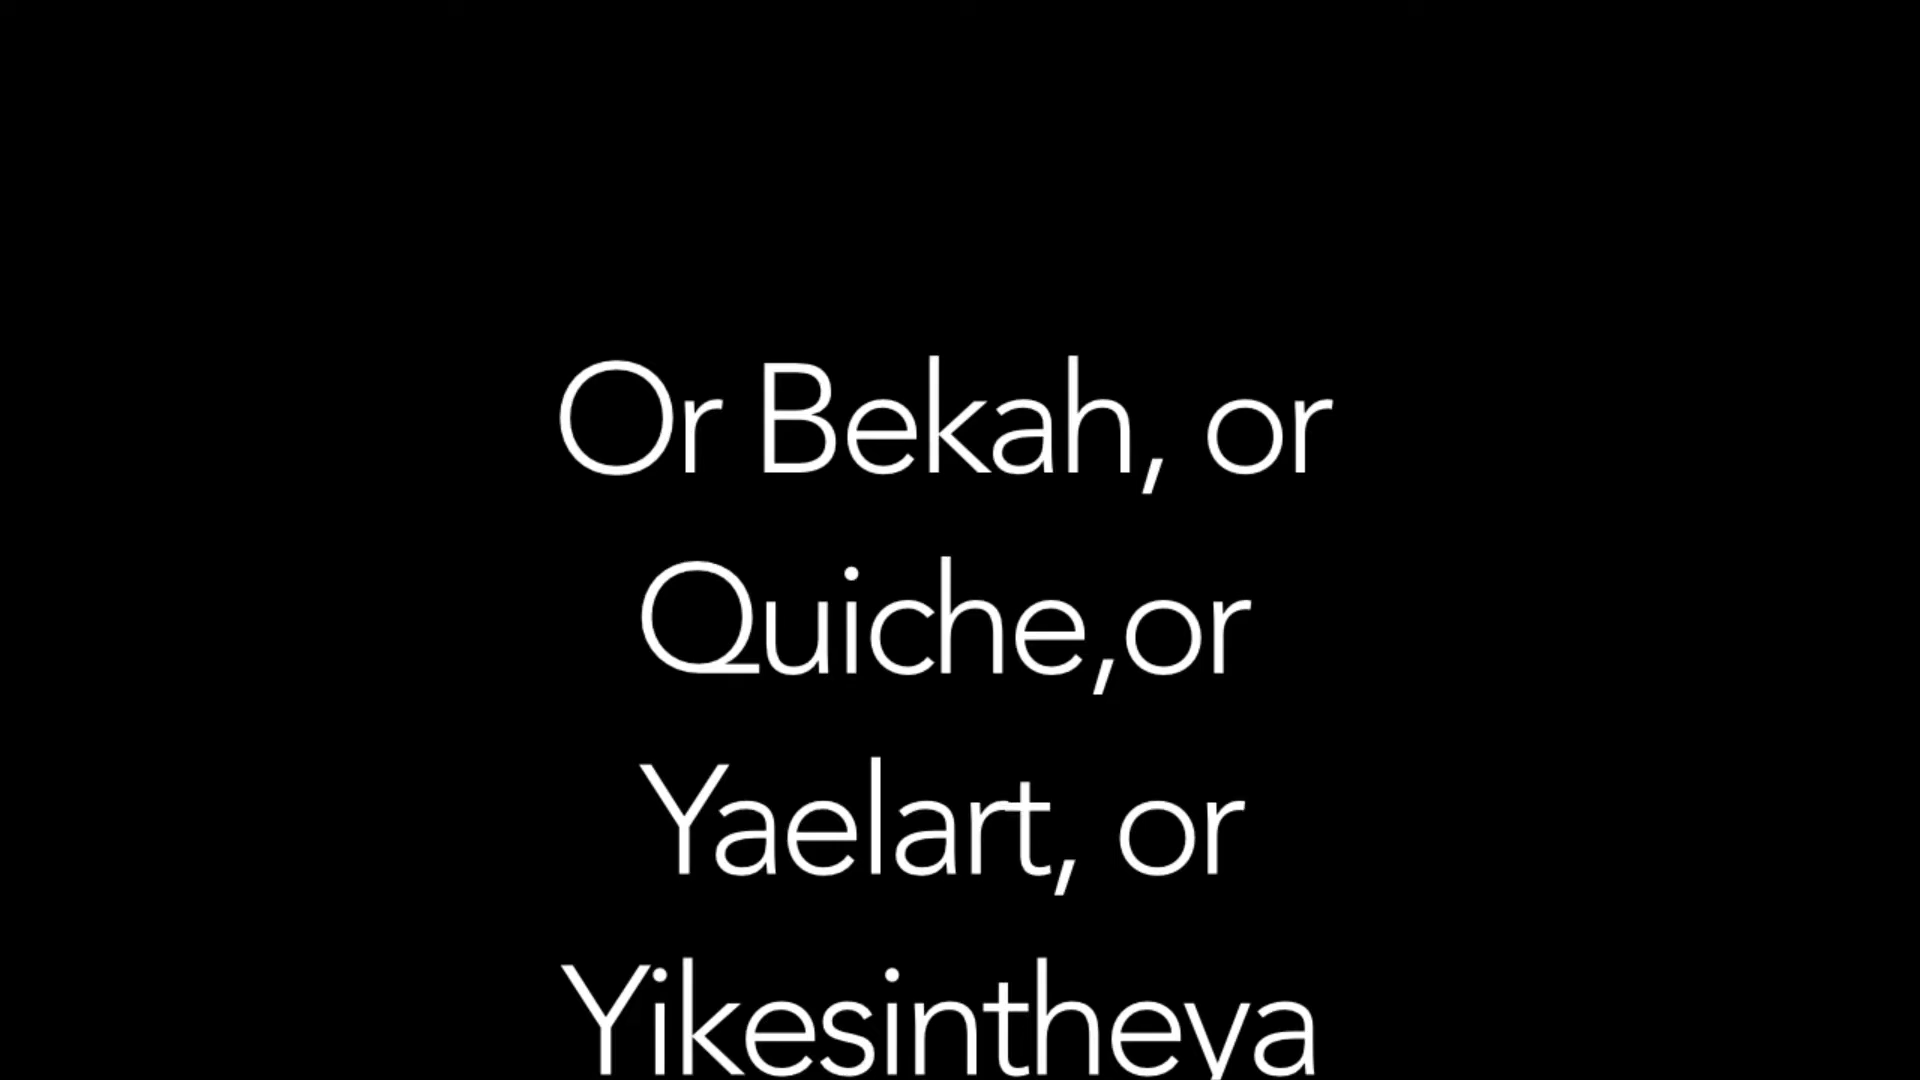 Or Bekah, or
Quiche,or
Yaelart, or
Yikesintheya